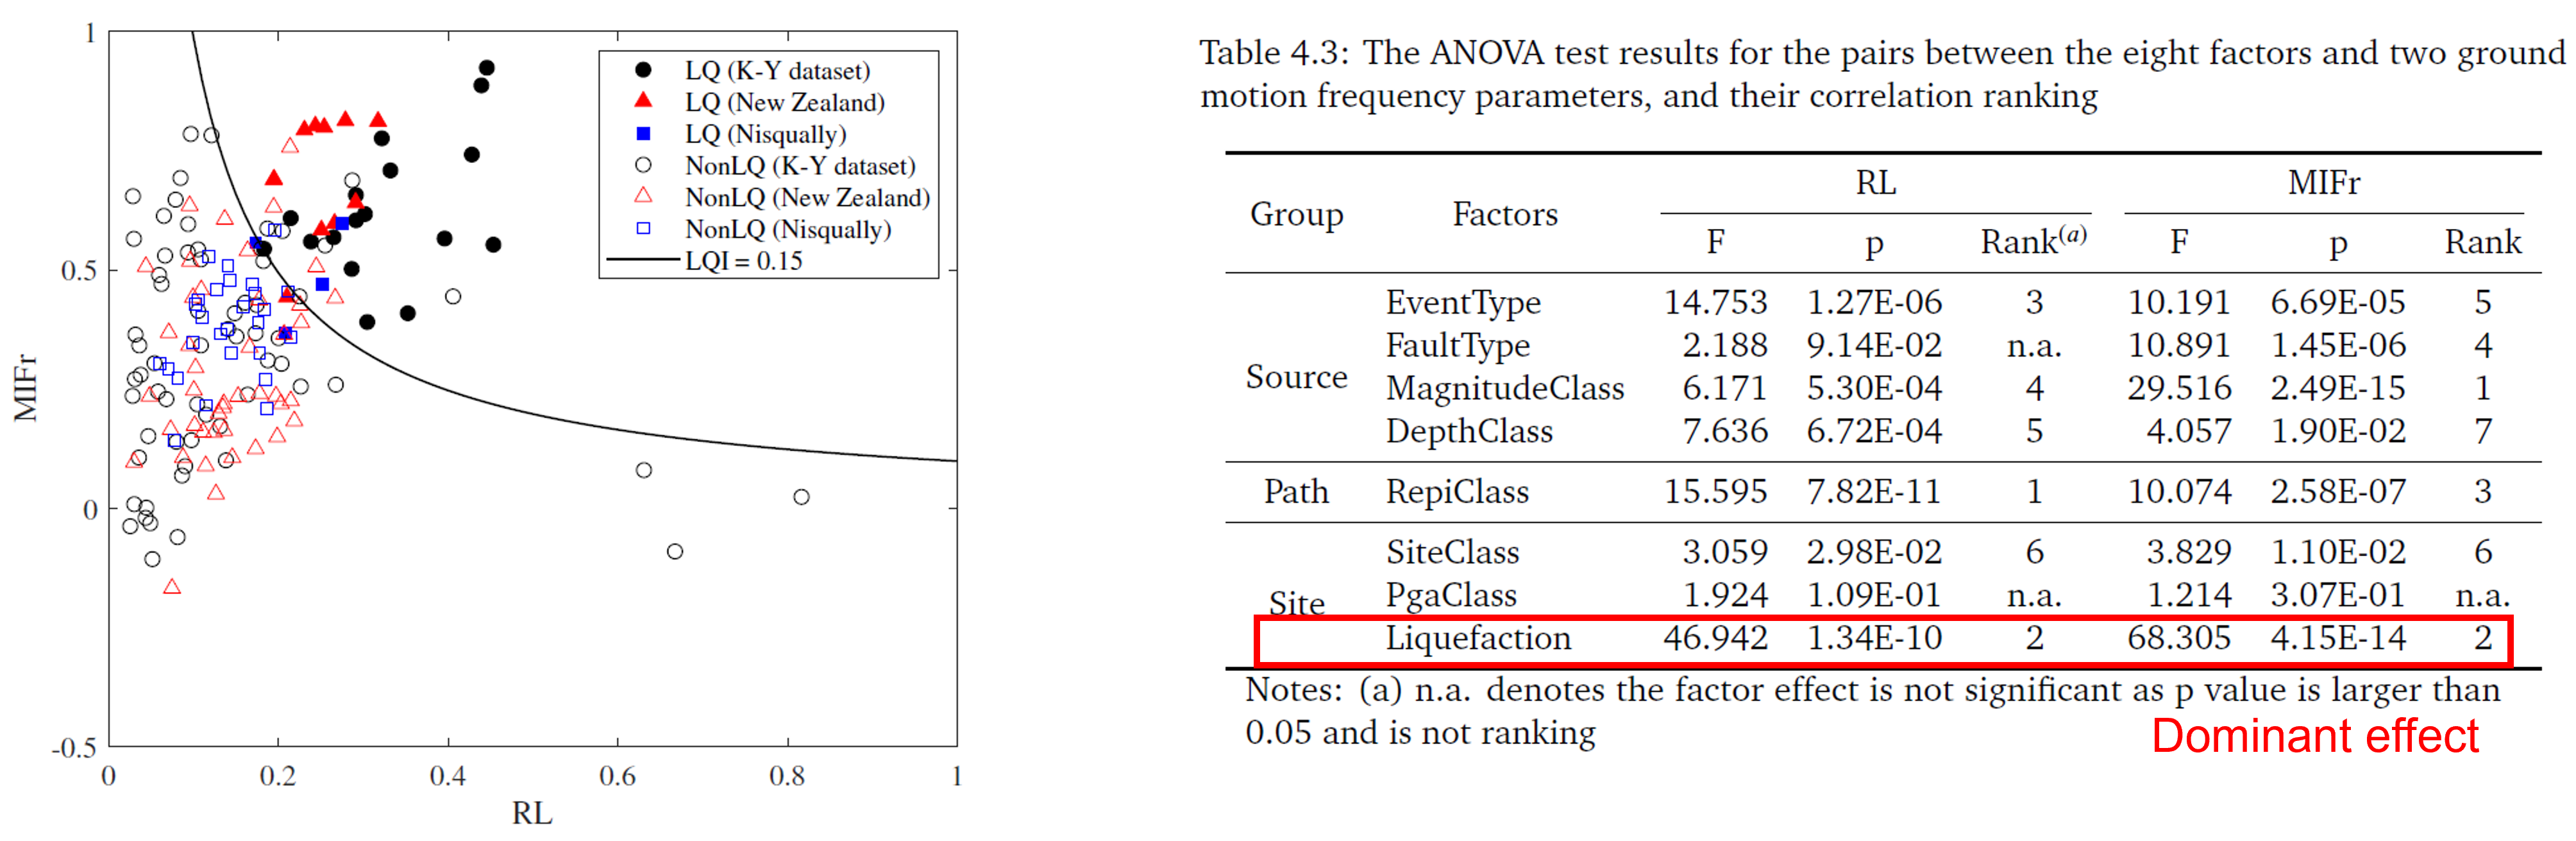 1
0.5
0
-0.5
0
0.2
0.4
0.6
0.8
1
MIFr
RL
LQ (K-Y dataset)
LQ (New Zealand)
LQ (Nisqually)
NonLQ (K-Y dataset)
NonLQ (New Zealand)
NonLQ (Nisqually)
LQI = 0.15
Table 4.3: The ANOVA test results for the pairs between the eight factors and two ground
motion frequency parameters, and their correlation ranking
RL MIFr
Group Factors
F p Rank(a) F p Rank
EventType 14.753 1.27E-06 3 10.191 6.69E-05 5
FaultType 2.188 9.14E-02 n.a. 10.891 1.45E-06 4
Source
MagnitudeClass 6.171 5.30E-04 4 29.516 2.49E-15 1
DepthClass 7.636 6.72E-04 5 4.057 1.90E-02 7
Path RepiClass 15.595 7.82E-11 1 10.074 2.58E-07 3
SiteClass 3.059 2.98E-02 6 3.829 1.10E-02 6
PgaClass 1.924 1.09E-01 n.a. 1.214 3.07E-01 n.a.
Site
Liquefaction 46.942 1.34E-10 2 68.305 4.15E-14 2
Notes: (a) n.a. denotes the factor effect is not significant as p value is larger than
0.05 and is not ranking
Dominant effect